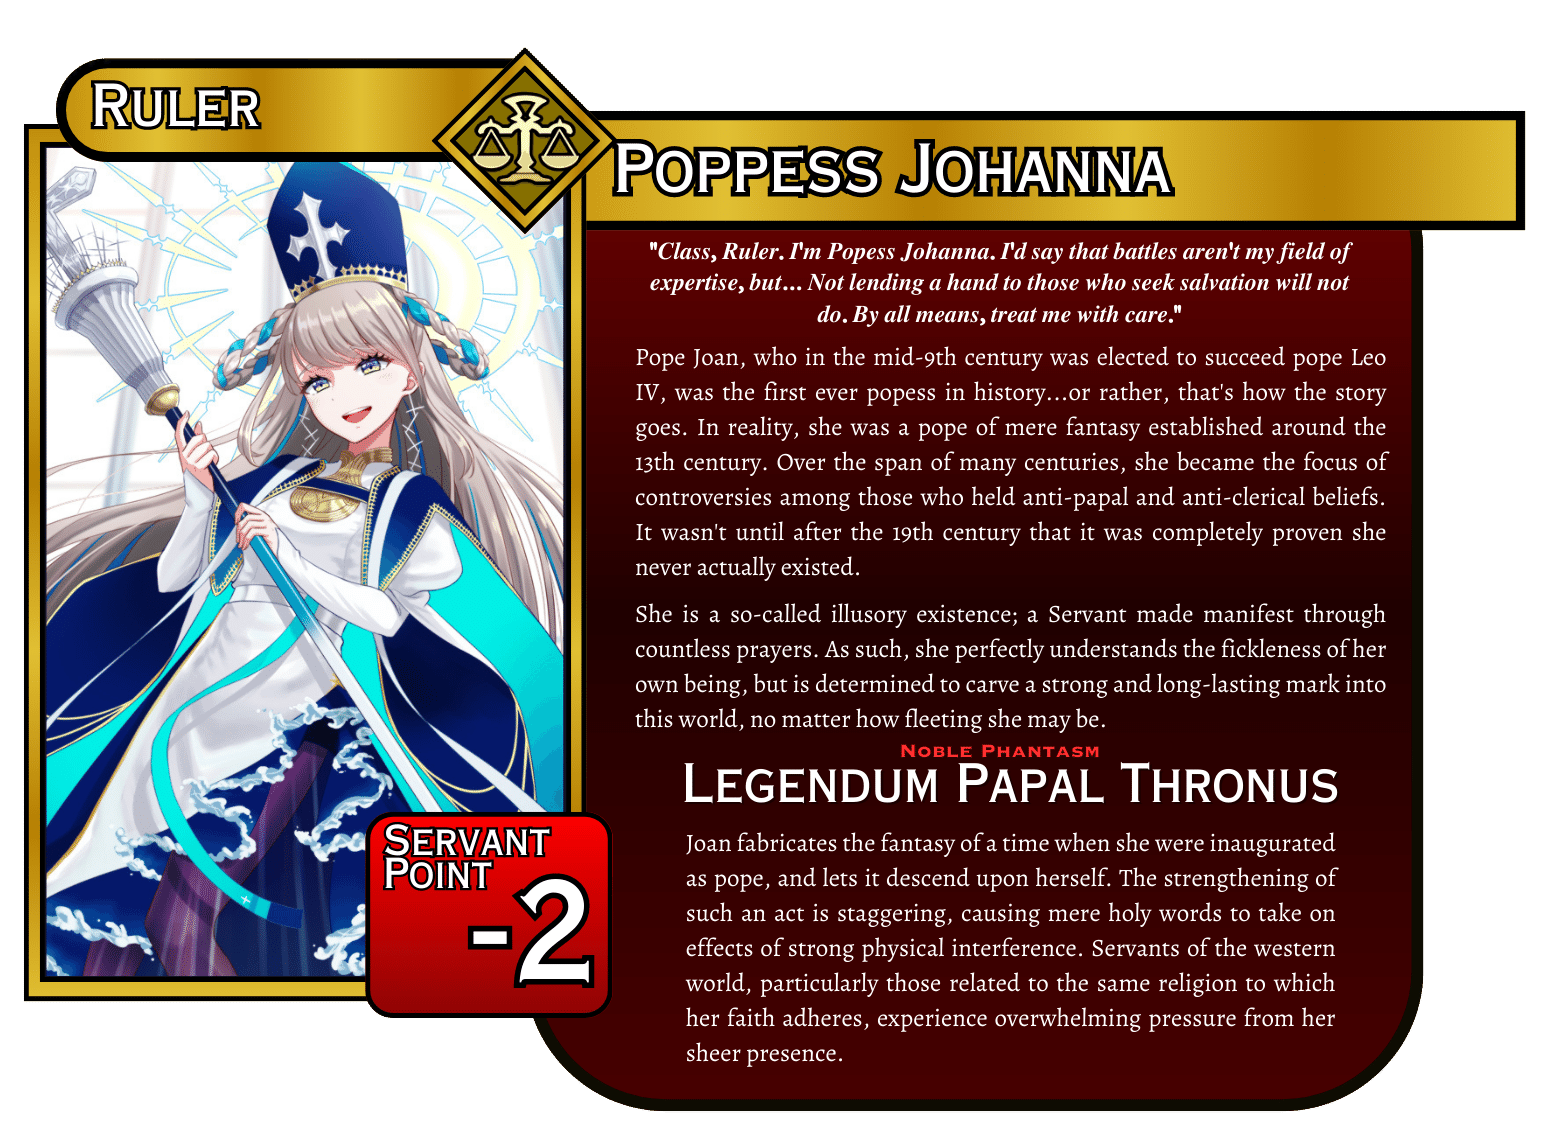 RULER
POPPESS JOHANNA
"Class, Ruler. I'm Popess Johanna. I'd say that battles aren't my field of
expertise, but... Not lending a hand to those who seek salvation will not
do. By all means, treat me with care."
Pope Joan, who in the mid-9th century was elected to succeed pope Leo
IV, was the first ever popess in history...or rather, that's how the story
goes. In reality, she was a pope of mere fantasy established around the
13th century. Over the span of many centuries, she became the focus of
controversies among those who held anti-papal and anti-clerical beliefs.
It wasn't until after the 19th century that it was completely proven she
never actually existed.
She is a so-called illusory existence; a Servant made manifest through
countless prayers. As such, she perfectly understands the fickleness of her
own being, but is determined to carve a strong and long-lasting mark into
this world, no matter how fleeting she may be.
NOBLE PHANTASM
LEGENDUM PAPAL THRONUS
Joan fabricates the fantasy of a time when she were inaugurated
as pope, and lets it descend upon herself. The strengthening of
such an act is staggering, causing mere holy words to take on
effects of strong physical interference. Servants of the western
world, particularly those related to the same religion to which
her faith adheres, experience overwhelming pressure from her
sheer presence.
SERVANT
POINT
-2